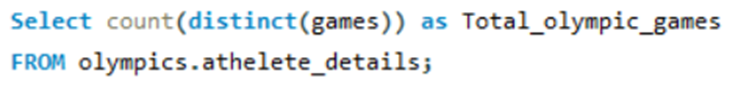 Select count(distinct(games)) as Total_olympic_games
FROM olympics.athelete_details;